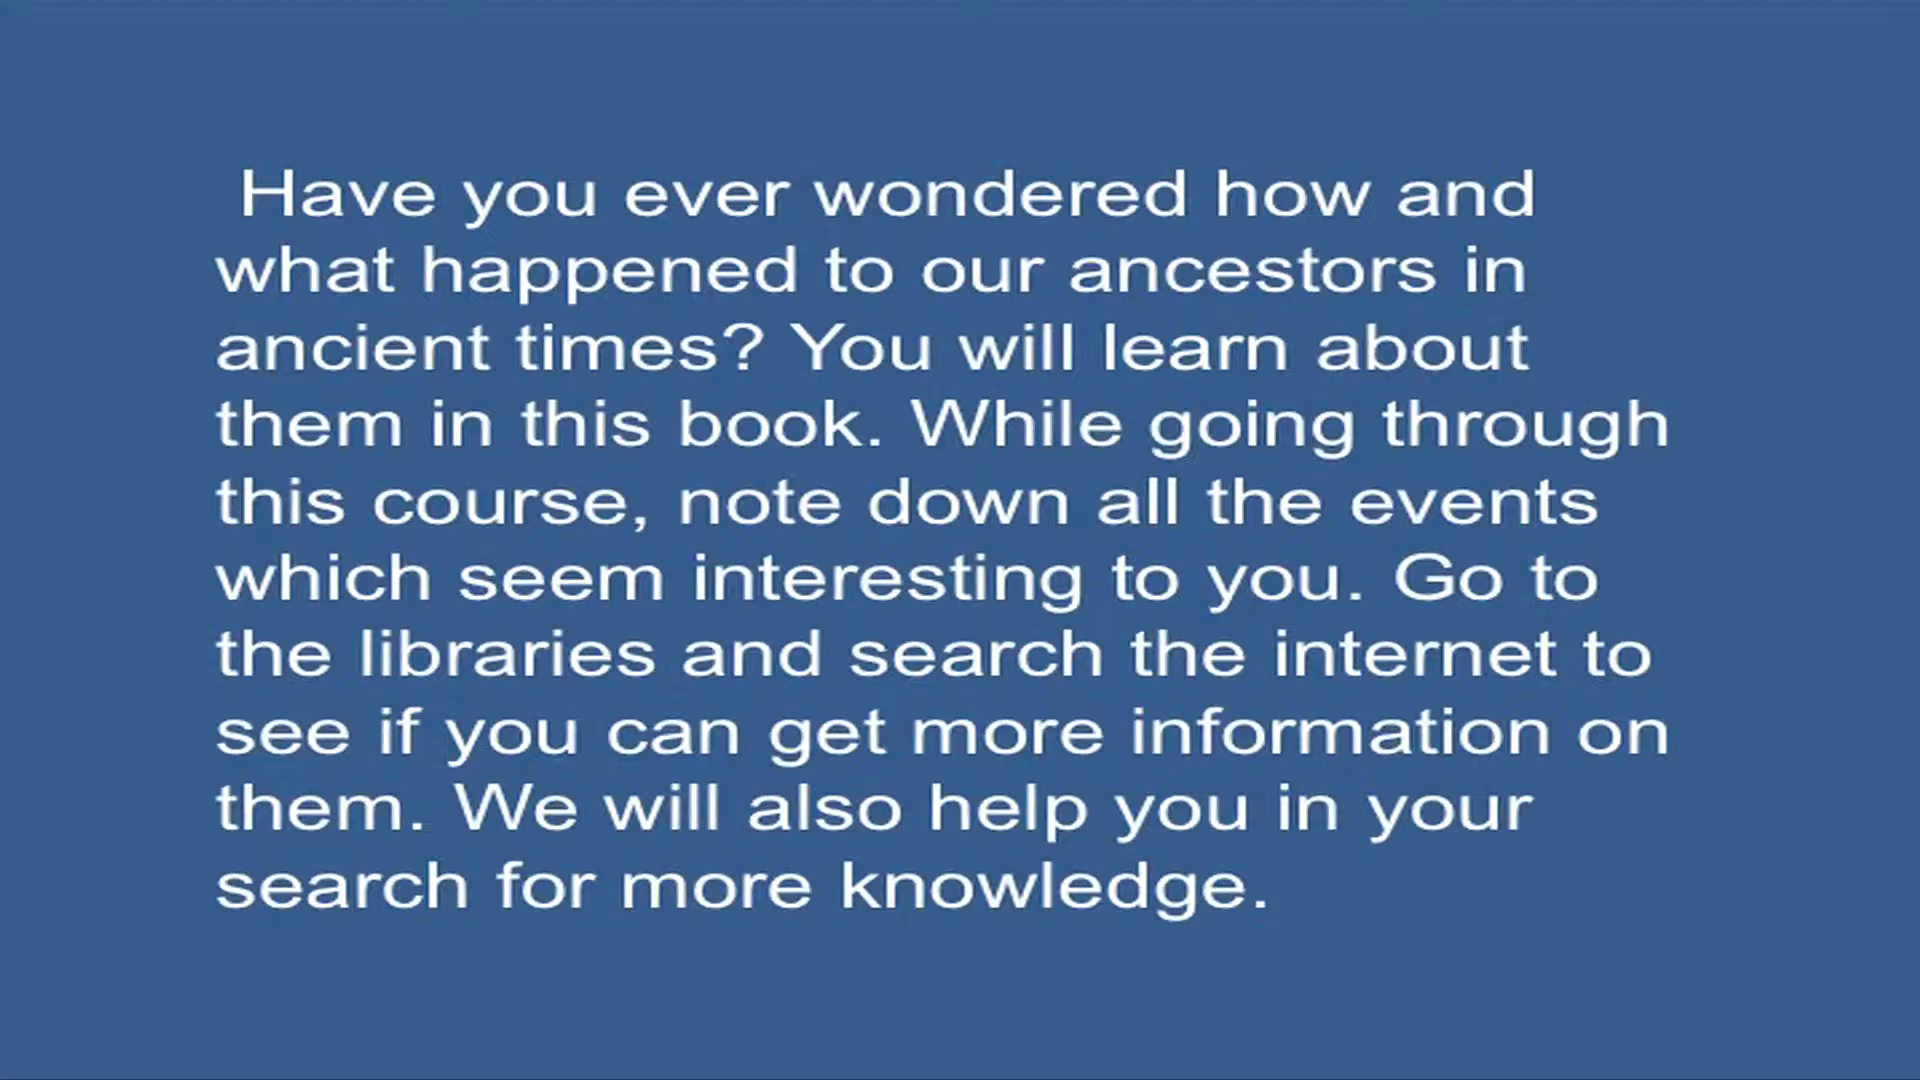 Have you ever wondered how and
what happened to our ancestors in
ancient times? You will learn about
them in this book. While going through
this course, note down all the events
which seem interesting to you. Go to
the libraries and search the internet to
see if you can get more information on
them. We will also help you in your
search for more knowledge.